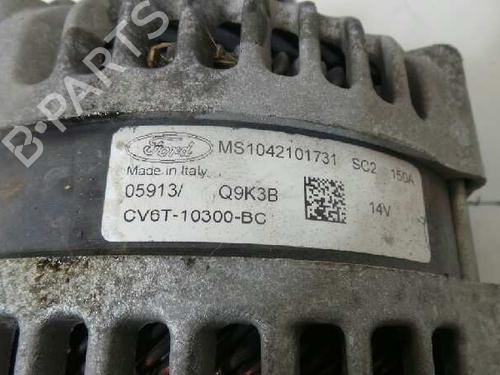 B-PARTS
Ford MS1042101731 SC2 150A
Made in Italy
05913/ Q9K3B
14V
CV6T-10300-BC